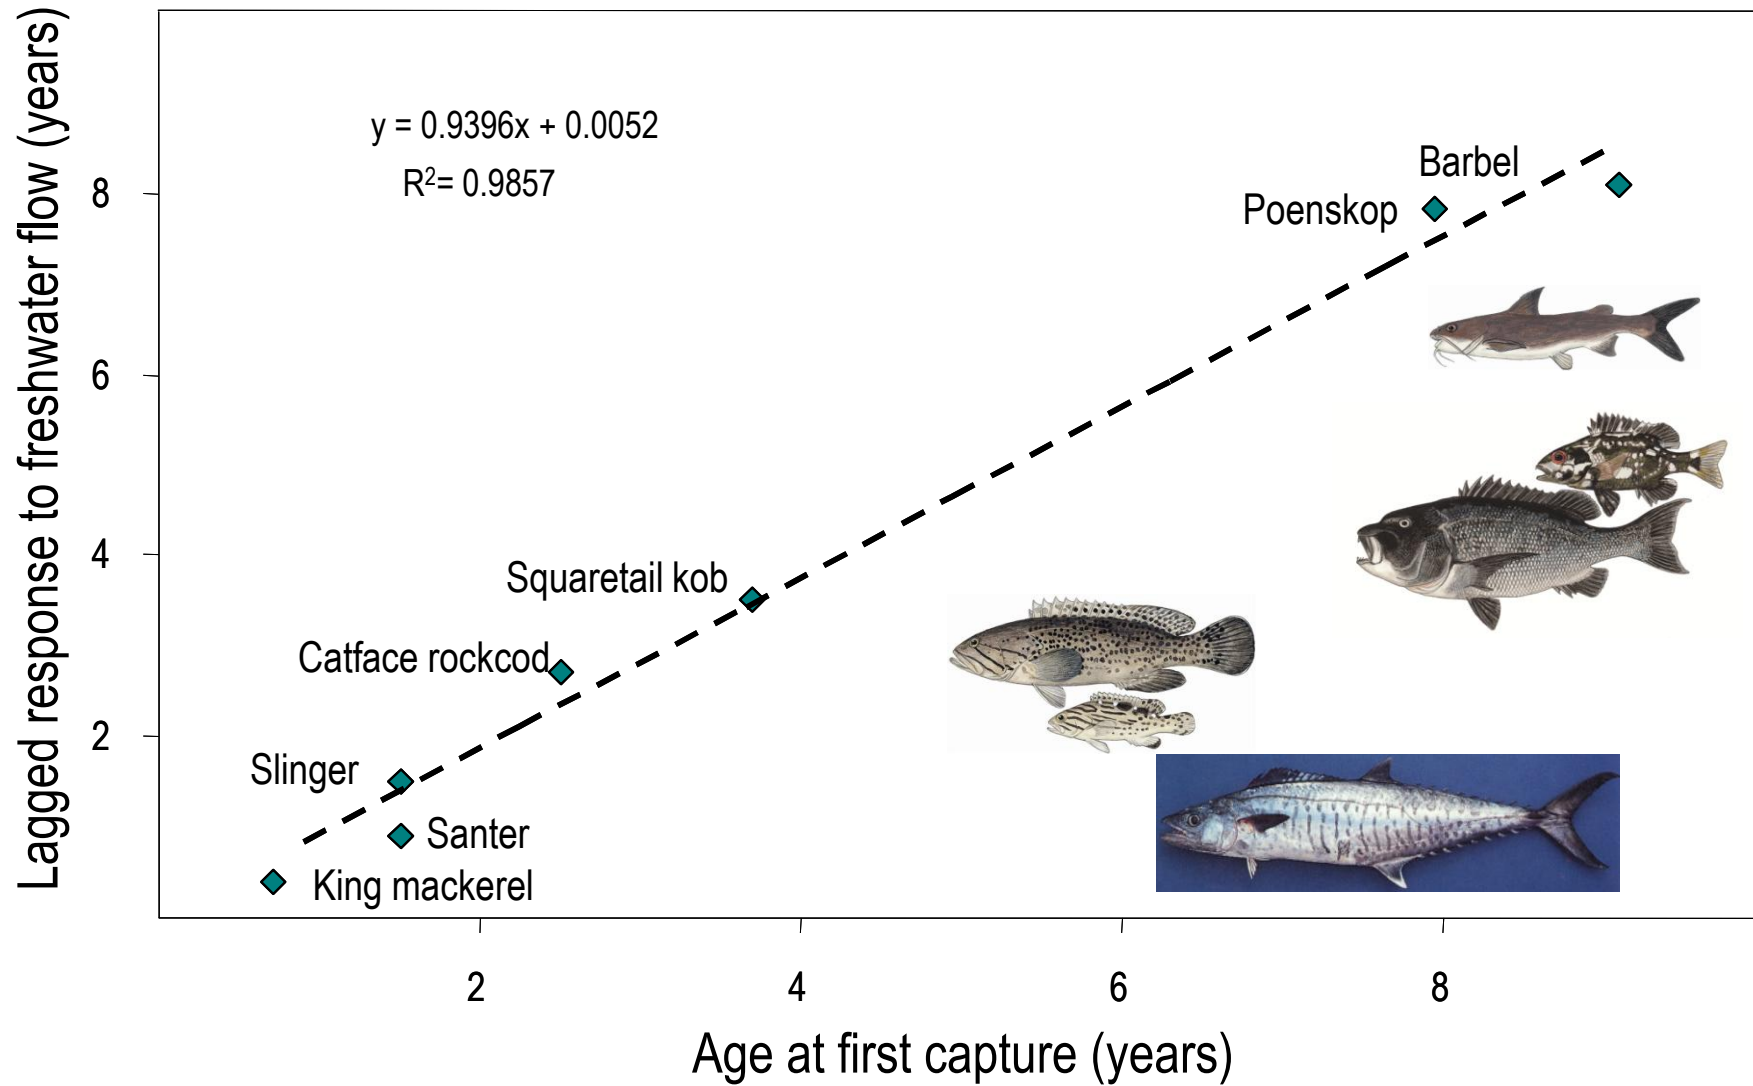 Lagged response to freshwater flow (years)
y = 0.9396x + 0.0052
R²= 0.9857
8
6
4
2
Barbel
Poenskop
Squaretail kob
Catface rockcod
Slinger
Santer
King mackerel
2 4 6 8
Age at first capture (years)